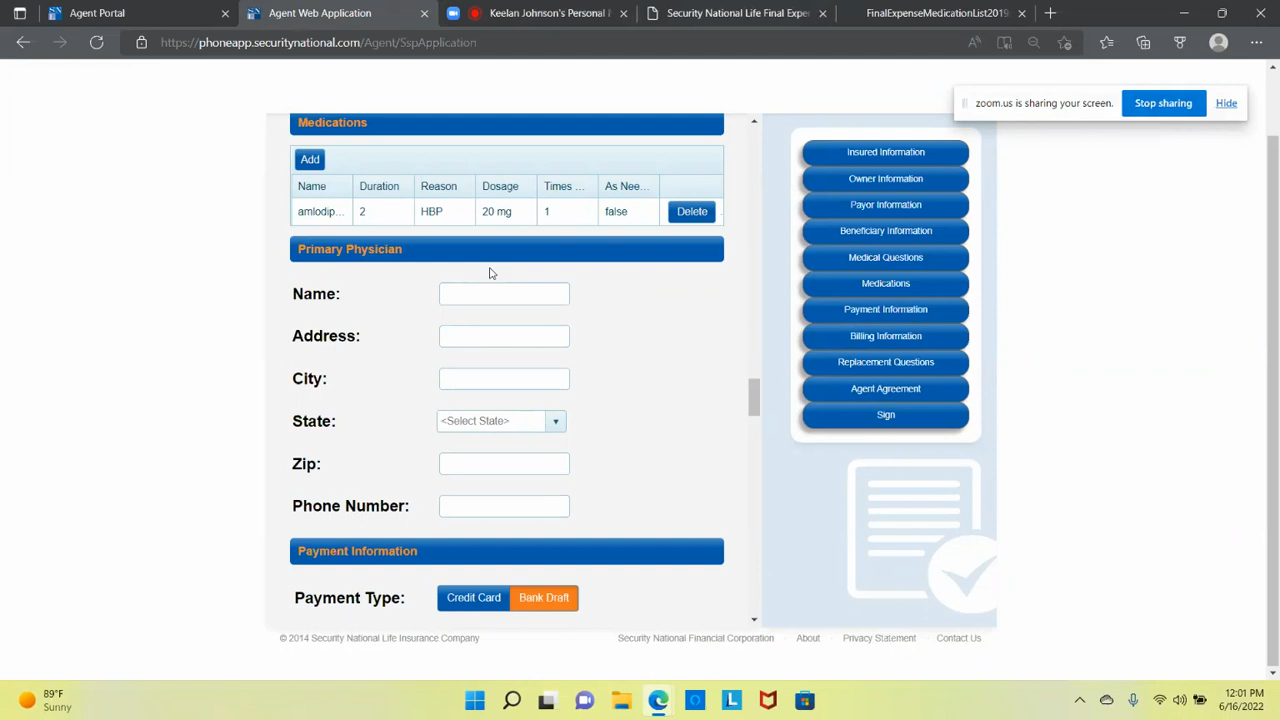 Agent Portal
Agent Web Application
Keelan Johnson's Personal
Security National Life Final Exper
FinalExpenseMedicationList2019
https://phoneapp.securitynational.com/Agent/SspApplication
zoom.us is sharing your screen. Stop sharing Hide
Medications
Add
Name Duration Reason Dosage Times ... As Nee...
amlodip... 2 HBP 20 mg 1 false Delete
Primary Physician
Name:
Address:
City:
State: <Select State>
Zip:
Phone Number:
Payment Information
Payment Type: Credit Card Bank Draft
Insured Information
Owner Information
Payor Information
Beneficiary Information
Medical Questions
Medications
Payment Information
Billing Information
Replacement Questions
Agent Agreement
Sign
© 2014 Security National Life Insurance Company
Security National Financial Corporation · About · Privacy Statement · Contact Us
89°F
Sunny
12:01 PM
6/16/2022